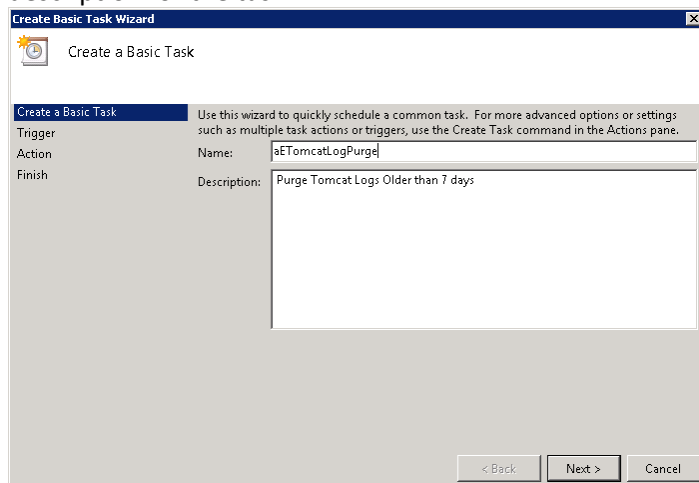 Create Basic Task Wizard
Create a Basic Task
Create a Basic Task
Use this wizard to quickly schedule a common task. For more advanced options or settings
such as multiple task actions or triggers, use the Create Task command in the Actions pane.
Trigger
Action
Finish
Name:
aETomcatLogPurge
Description:
Purge Tomcat Logs Older than 7 days
< Back
Next >
Cancel